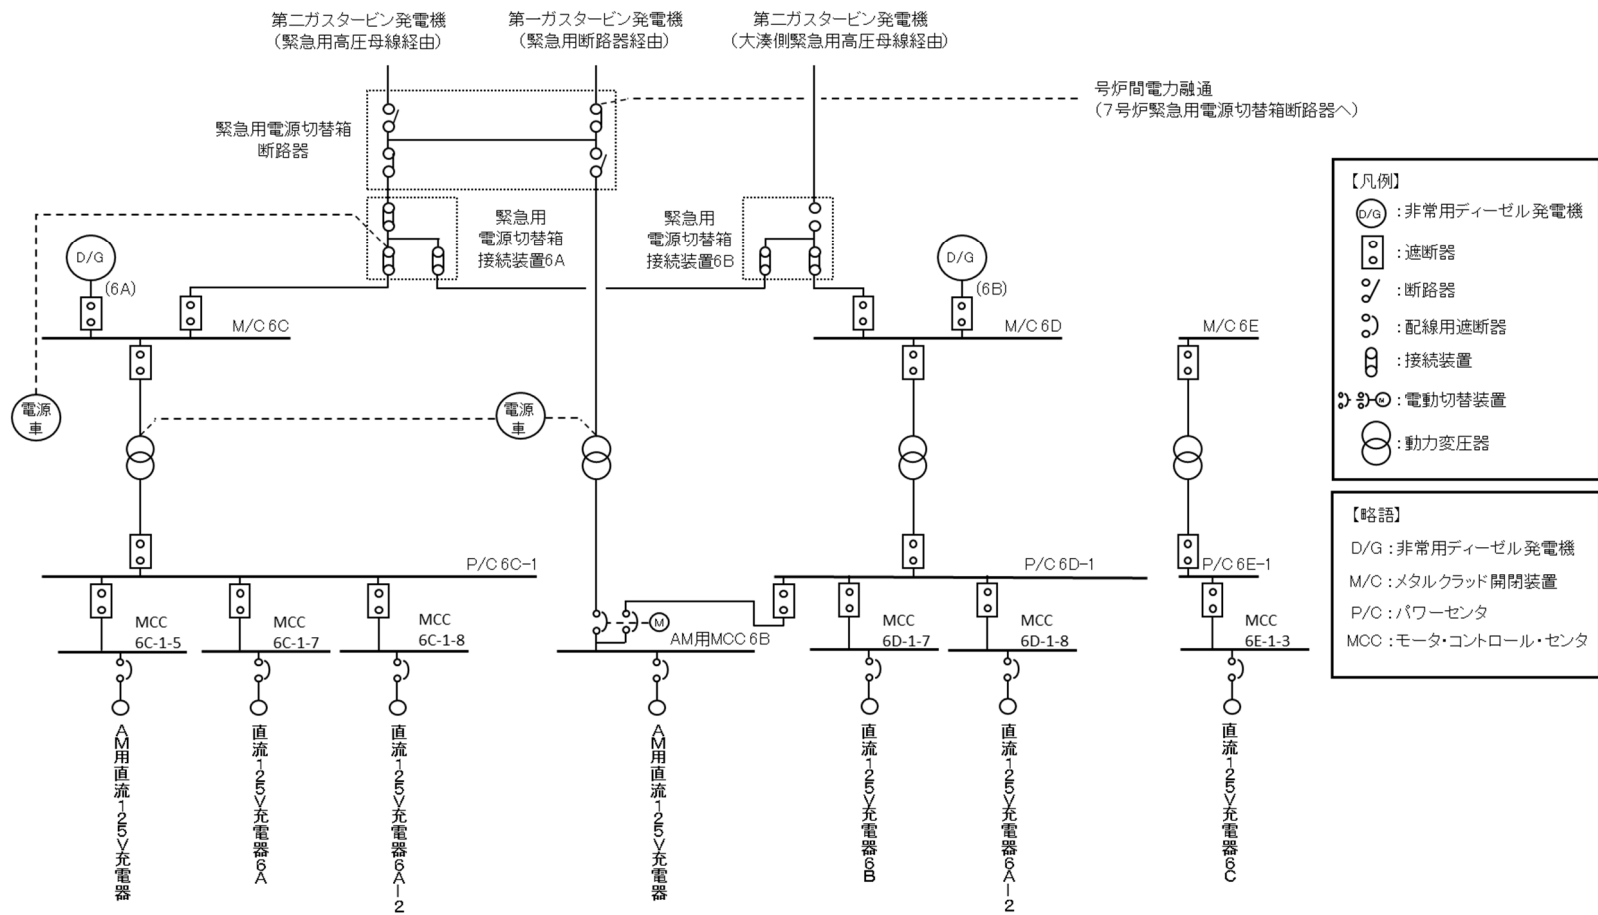 第二ガスタービン発電機
（緊急用高圧母線経由）
第一ガスタービン発電機
（緊急用断路器経由）
第二ガスタービン発電機
（大湊側緊急用高圧母線経由）
号炉間電力融通
（７号炉緊急用電源切替箱断路器へ）
緊急用電源切替箱
断路器
緊急用
電源切替箱
接続装置6A
緊急用
電源切替箱
接続装置6B
D/G
(6A)
D/G
(6B)
M/C 6C
M/C 6D
M/C 6E
電源
車
電源
車
P/C 6C-1
P/C 6D-1
P/C 6E-1
MCC
6C-1-5
MCC
6C-1-7
MCC
6C-1-8
M
AM用MCC 6B
MCC
6D-1-7
MCC
6D-1-8
MCC
6E-1-3
AM用直流125V充電器
直流125V充電器6A
直流125V充電器6A-2
AM用直流125V充電器
直流125V充電器6B
直流125V充電器6A-2
直流125V充電器6C
【凡例】
D/G
：非常用ディーゼル発電機
：遮断器
：断路器
：配線用遮断器
：接続装置
M
：電動切替装置
：動力変圧器
【略語】
D/G：非常用ディーゼル発電機
M/C：メタルクラッド開閉装置
P/C：パワーセンタ
MCC：モータ・コントロール・センタ